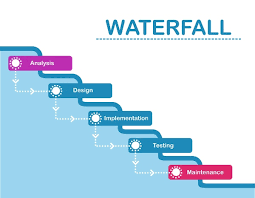 WATERFALL
Analysis
Design
Implementation
Testing
Maintenance